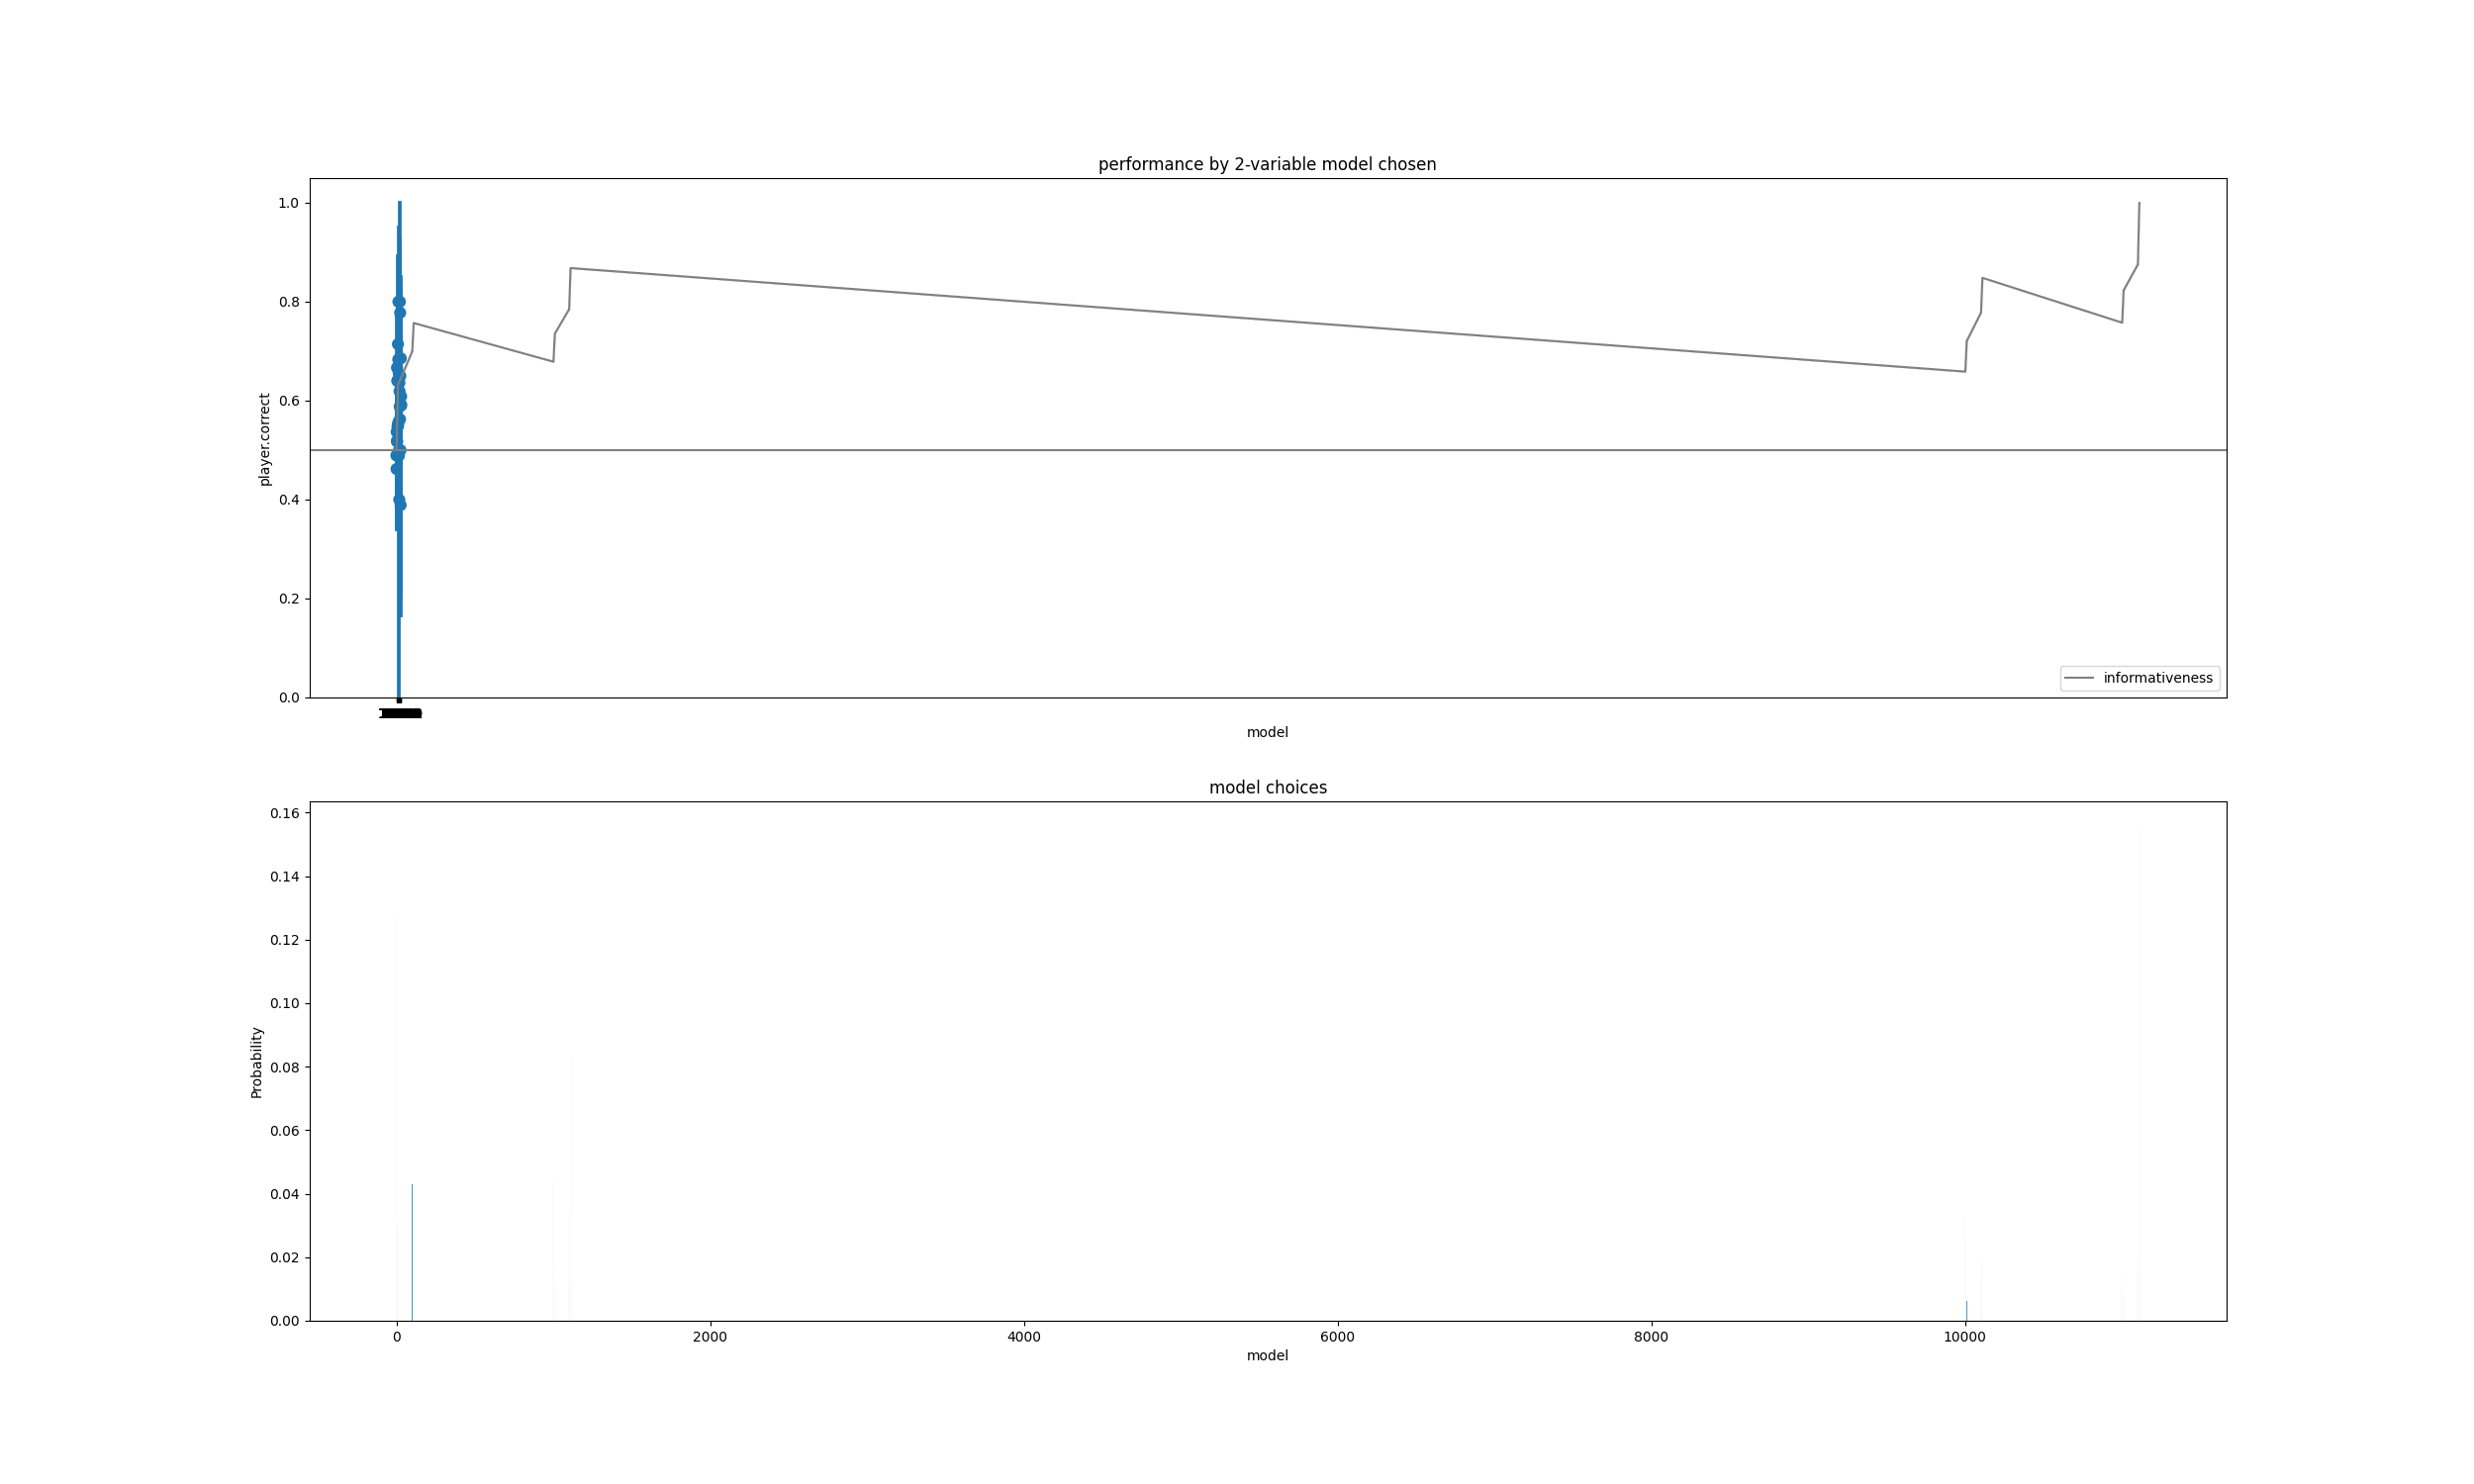 performance by 2-variable model chosen
1.0
0.8
0.6
0.4
0.2
0.0
player.correct
informativeness
model
model choices
0.16
0.14
0.12
0.10
0.08
0.06
0.04
0.02
0.00
Probability
0 2000 4000 6000 8000 10000
model